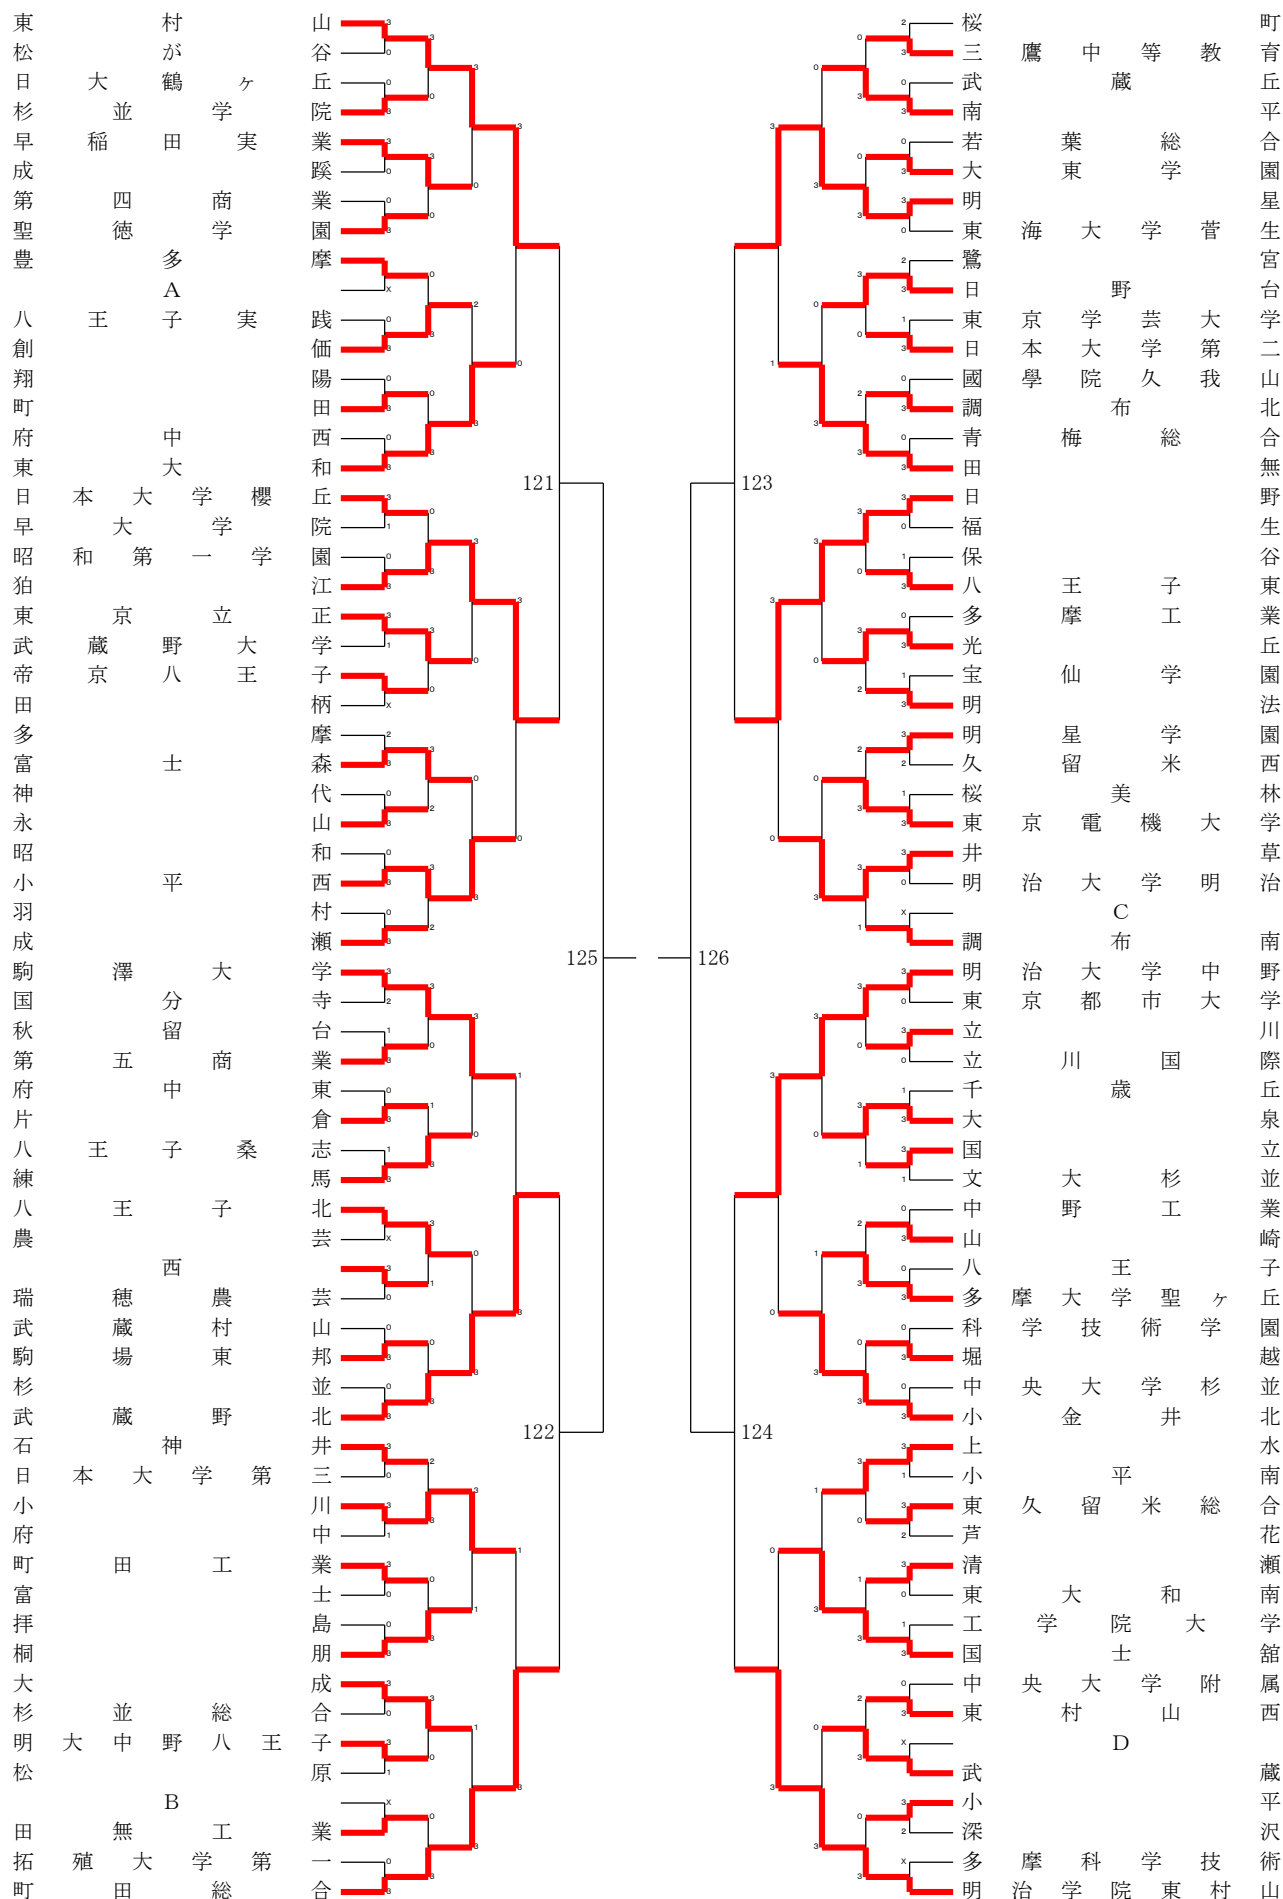 東村山
松が谷
日大鶴ヶ丘
杉並学院
早稲田実業
成蹊
第四商業
聖徳学園
豊多摩
A
八王子実践
創価
翔陽
町田
府中西
東大和
日本大学櫻丘
早大学院
昭和第一学園
狛江
東京立正
武蔵野大学
帝京八王子
田柄
多摩
富士森
神代
永山
昭和
小平西
羽村
成瀬
駒澤大学
国分寺
秋留台
第五商業
府中東
片倉
八王子桑志
練馬
八王子北
農芸
西
瑞穂農芸
武蔵村山
駒場東邦
杉並
武蔵野北
石神井
日本大学第三
小川
府中
町田工業
富士
拝島
桐朋
大成
杉並総合
明大中野八王子
松原
B
田無工業
拓殖大学第一
町田総合
121
122
125
126
123
124
桜町
三鷹中等教育
武蔵丘
南平
若葉総合
大東学園
明星
東海大学菅生
鷺宮
日野台
東京学芸大学
日本大学第二
國學院久我山
調布北
青梅総合
田無
日野
福生
保谷
八王子東
多摩工業
光丘
宝仙学園
明法
明星学園
久留米西
桜美林
東京電機大学
井草
明治大学明治
C
調布南
明治大学中野
東京都市大学
立川
立川国際
千歳丘
大泉
国立
文大杉並
中野工業
山崎
八王子
多摩大学聖ヶ丘
科学技術学園
堀越
中央大学杉並
小金井北
上水
小平南
東久留米総合
芦花
清瀬
東大和南
工学院大学
国士舘
中央大学附属
東村山西
D
武蔵
小平
深沢
多摩科学技術
明治学院東村山